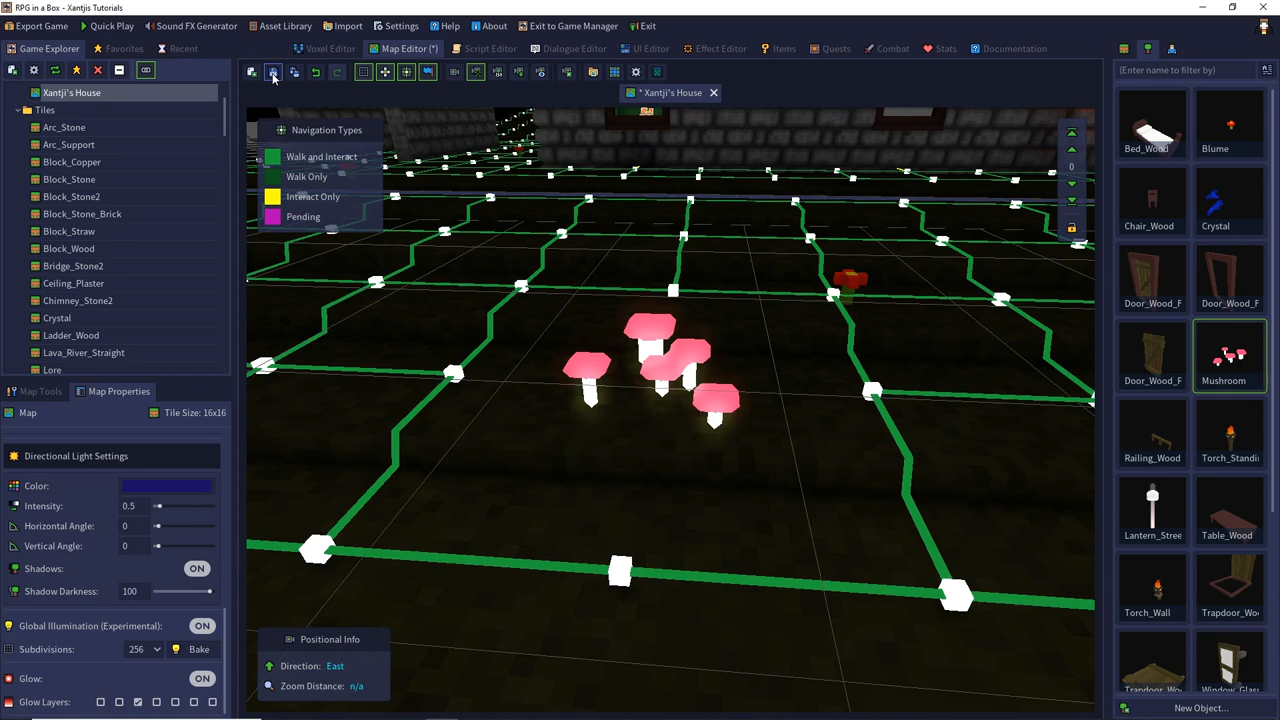 RPG in a Box - Xantjis Tutorials
Export Game
Quick Play
Sound FX Generator
Asset Library
Import
Settings
Help
About
Exit to Game Manager
Exit
Game Explorer
Favorites
Recent
Voxel Editor
Map Editor (*)
Script Editor
Dialogue Editor
UI Editor
Effect Editor
Items
Quests
Combat
Stats
Documentation
Xantji's House
Tiles
Arc_Stone
Arc_Support
Block_Copper
Block_Stone
Block_Stone2
Block_Stone_Brick
Block_Straw
Block_Wood
Bridge_Stone2
Ceiling_Plaster
Chimney_Stone2
Crystal
Ladder_Wood
Lava_River_Straight
Lore
Map Tools
Map Properties
Map
Tile Size: 16x16
Directional Light Settings
Color:
Intensity: 0.5
Horizontal Angle: 0
Vertical Angle: 0
Shadows: ON
Shadow Darkness: 100
Global Illumination (Experimental): ON
Subdivisions: 256
Bake
Glow: ON
Glow Layers:
* Xantji's House
Navigation Types
Walk and Interact
Walk Only
Interact Only
Pending
0
Positional Info
Direction: East
Zoom Distance: n/a
(Enter name to filter by)
Bed_Wood
Blume
Chair_Wood
Crystal
Door_Wood_F
Door_Wood_F
Door_Wood_F
Mushroom
Railing_Wood
Torch_Standi
Lantern_Stree
Table_Wood
Torch_Wall
Trapdoor_Wo
Trapdoor_Wo
Window_Glas
New Object...